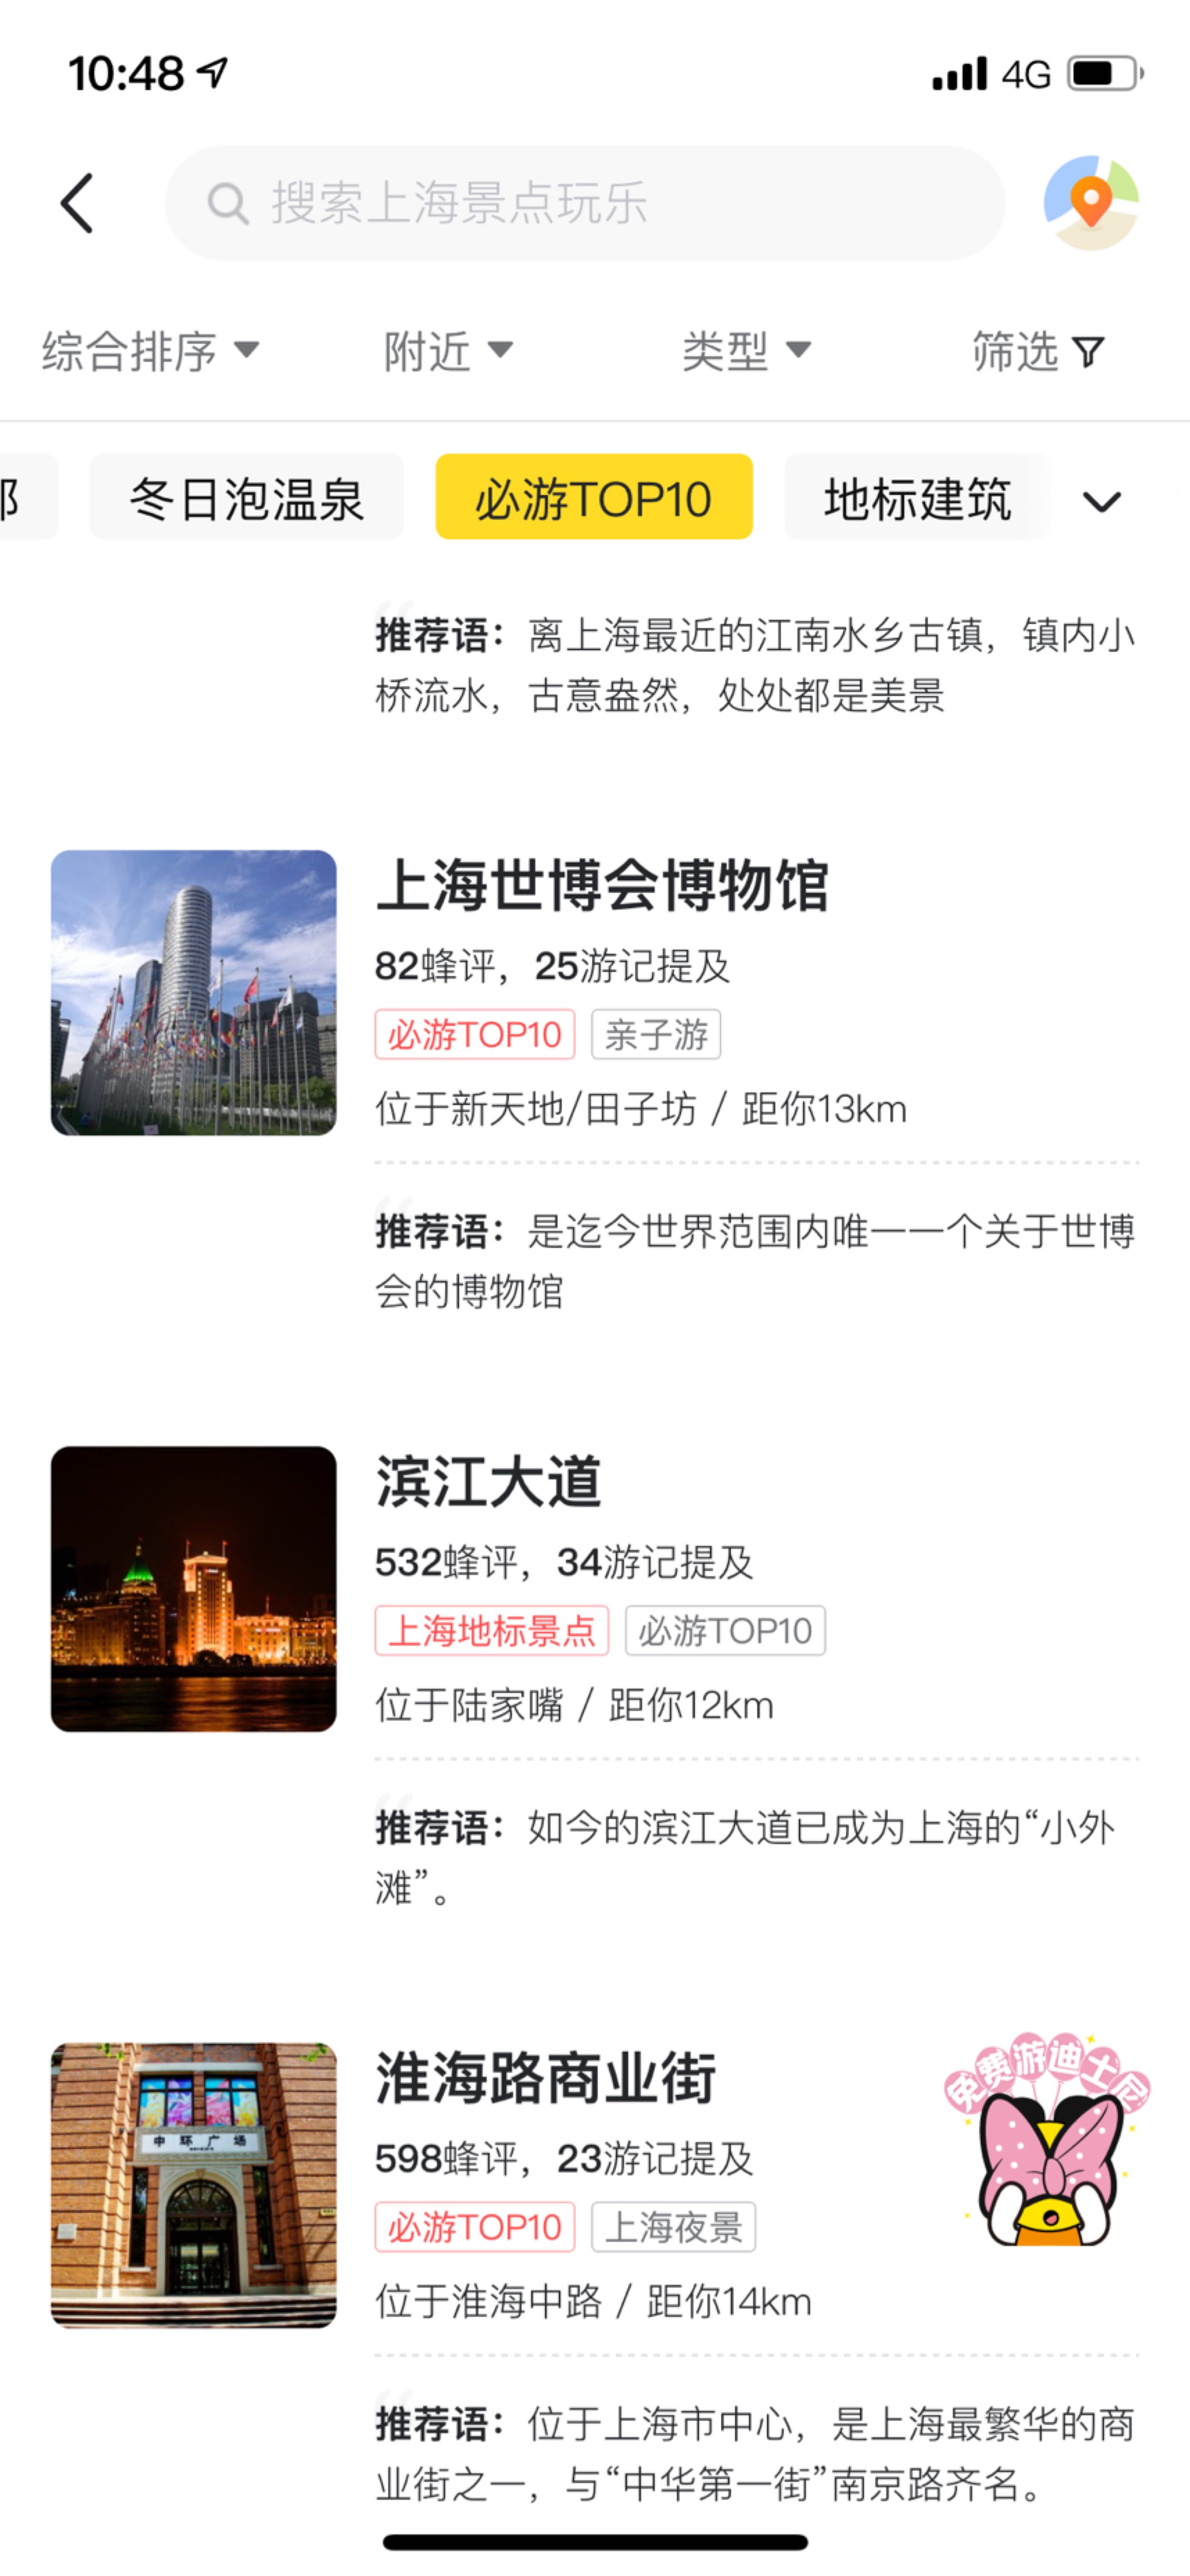 10:48
4G
搜索上海景点玩乐
综合排序
附近
类型
筛选
冬日泡温泉
必游TOP10
地标建筑
推荐语：离上海最近的江南水乡古镇，镇内小
桥流水，古意盎然，处处都是美景
上海世博会博物馆
82蜂评，25游记提及
必游TOP10
亲子游
位于新天地/田子坊 / 距你13km
推荐语：是迄今世界范围内唯一一个关于世博
会的博物馆
滨江大道
532蜂评，34游记提及
上海地标景点
必游TOP10
位于陆家嘴 / 距你12km
推荐语：如今的滨江大道已成为上海的“小外
滩”。
中环广场
淮海路商业街
免费游迪士尼
598蜂评，23游记提及
必游TOP10
上海夜景
位于淮海中路 / 距你14km
推荐语：位于上海市中心，是上海最繁华的商
业街之一，与“中华第一街”南京路齐名。